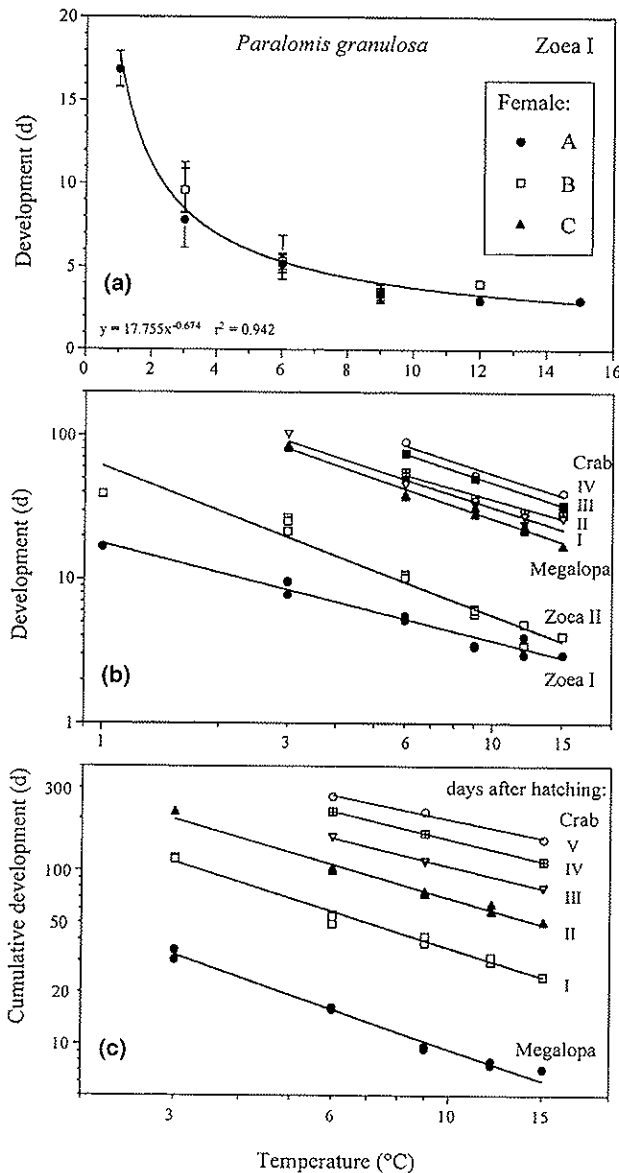 Paralomis granulosa Zoea I
Female:
A
B
C
20
15
10
5
0
Development (d)
(a)
y = 17.755x^-0.674 r² = 0.942
0 2 4 6 8 10 12 14 16
100
10
1
Development (d)
(b)
Crab
IV
III
II
I
Megalopa
Zoea II
Zoea I
1 3 6 10 15
300
100
50
20
10
Cumulative development (d)
(c)
days after hatching:
Crab
V
IV
III
II
I
Megalopa
3 6 10 15
Temperature (°C)